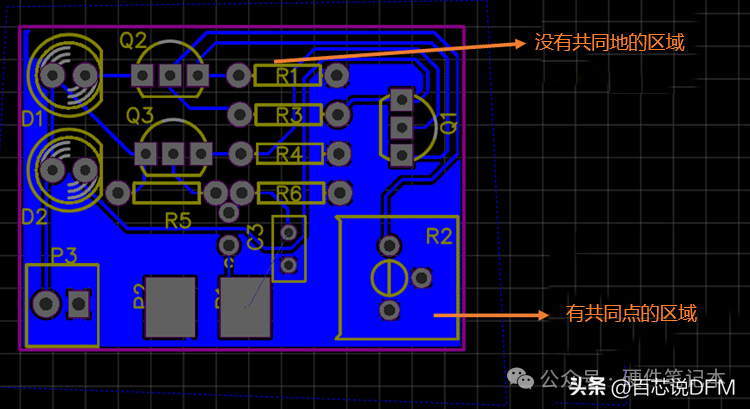 Q2
没有共同地的区域
R1
D1
Q3
R3
Q1
R4
D2
R6
R5
C3
R2
P3
有共同点的区域
P2
公众号 · 硬件笔记本
头条 @百芯说DFM